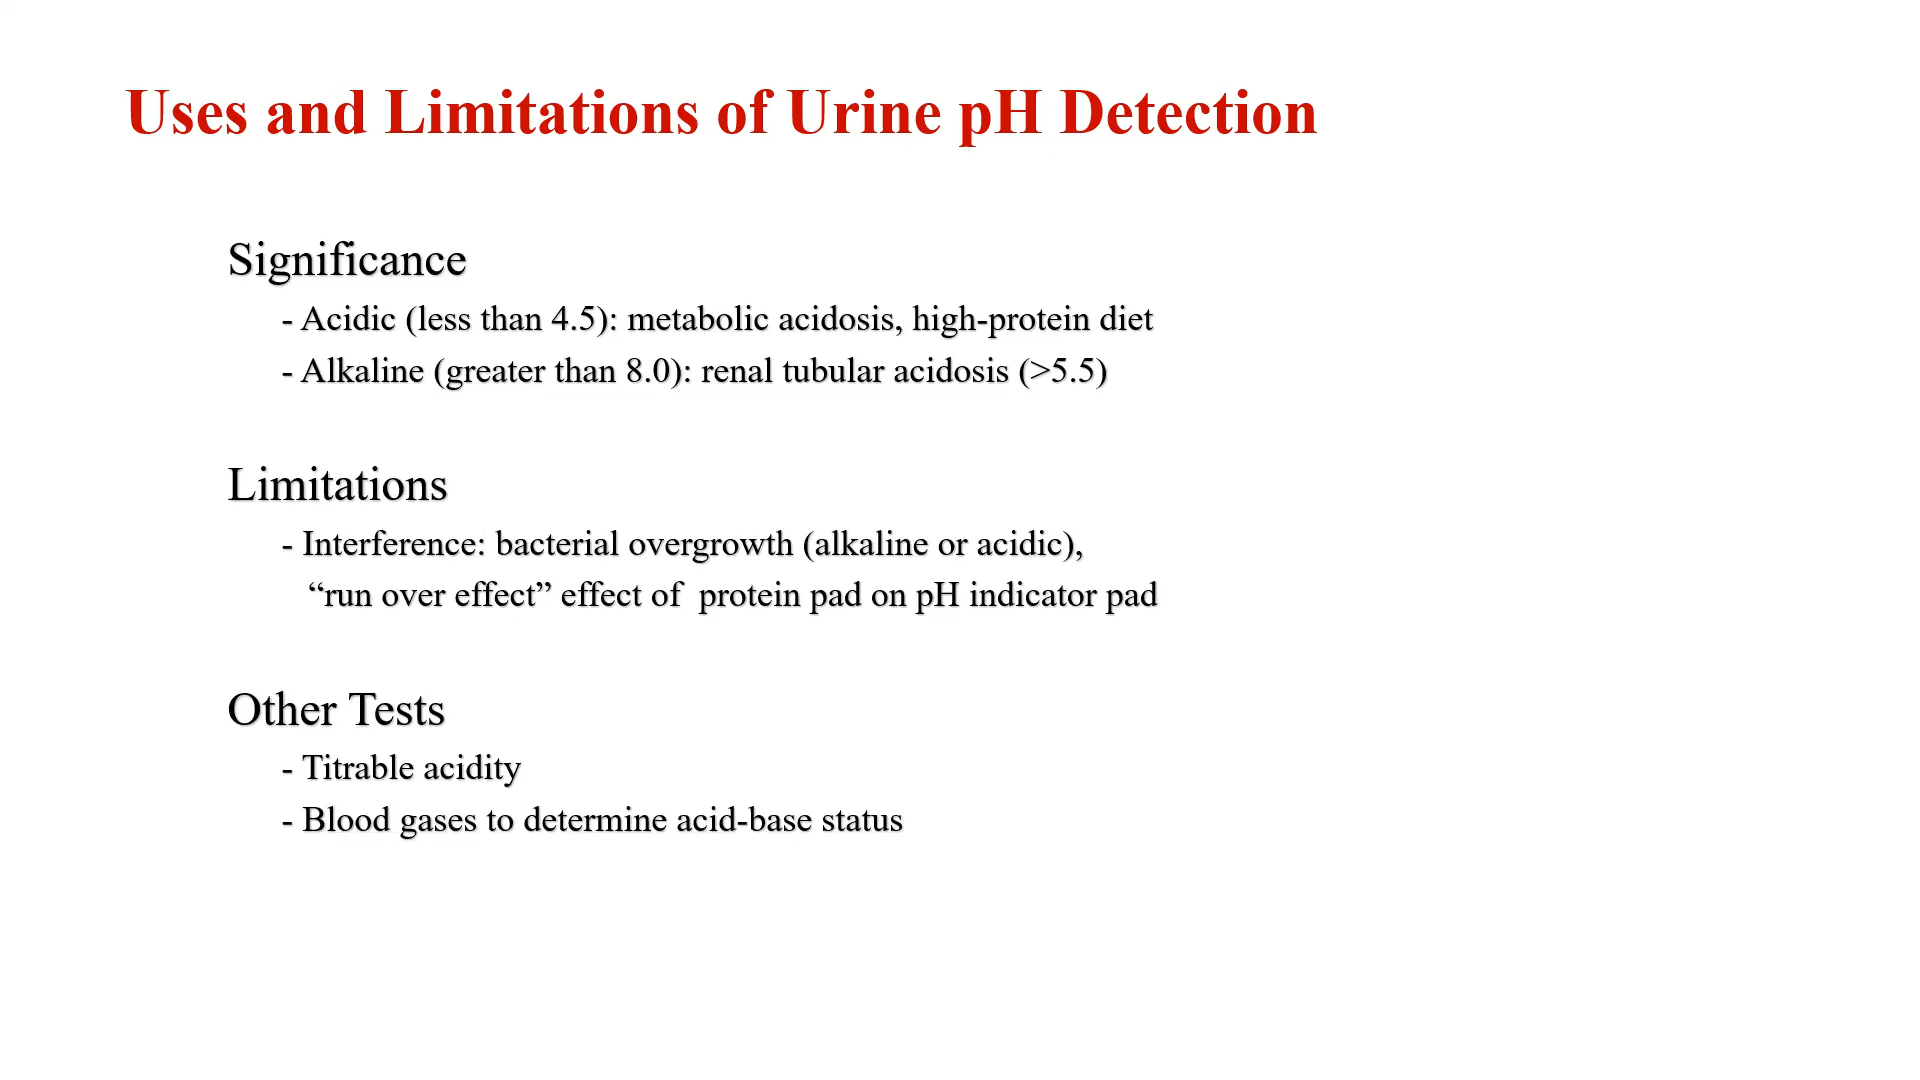 Uses and Limitations of Urine pH Detection
Significance
- Acidic (less than 4.5): metabolic acidosis, high-protein diet
- Alkaline (greater than 8.0): renal tubular acidosis (>5.5)
Limitations
- Interference: bacterial overgrowth (alkaline or acidic),
“run over effect” effect of protein pad on pH indicator pad
Other Tests
- Titrable acidity
- Blood gases to determine acid-base status